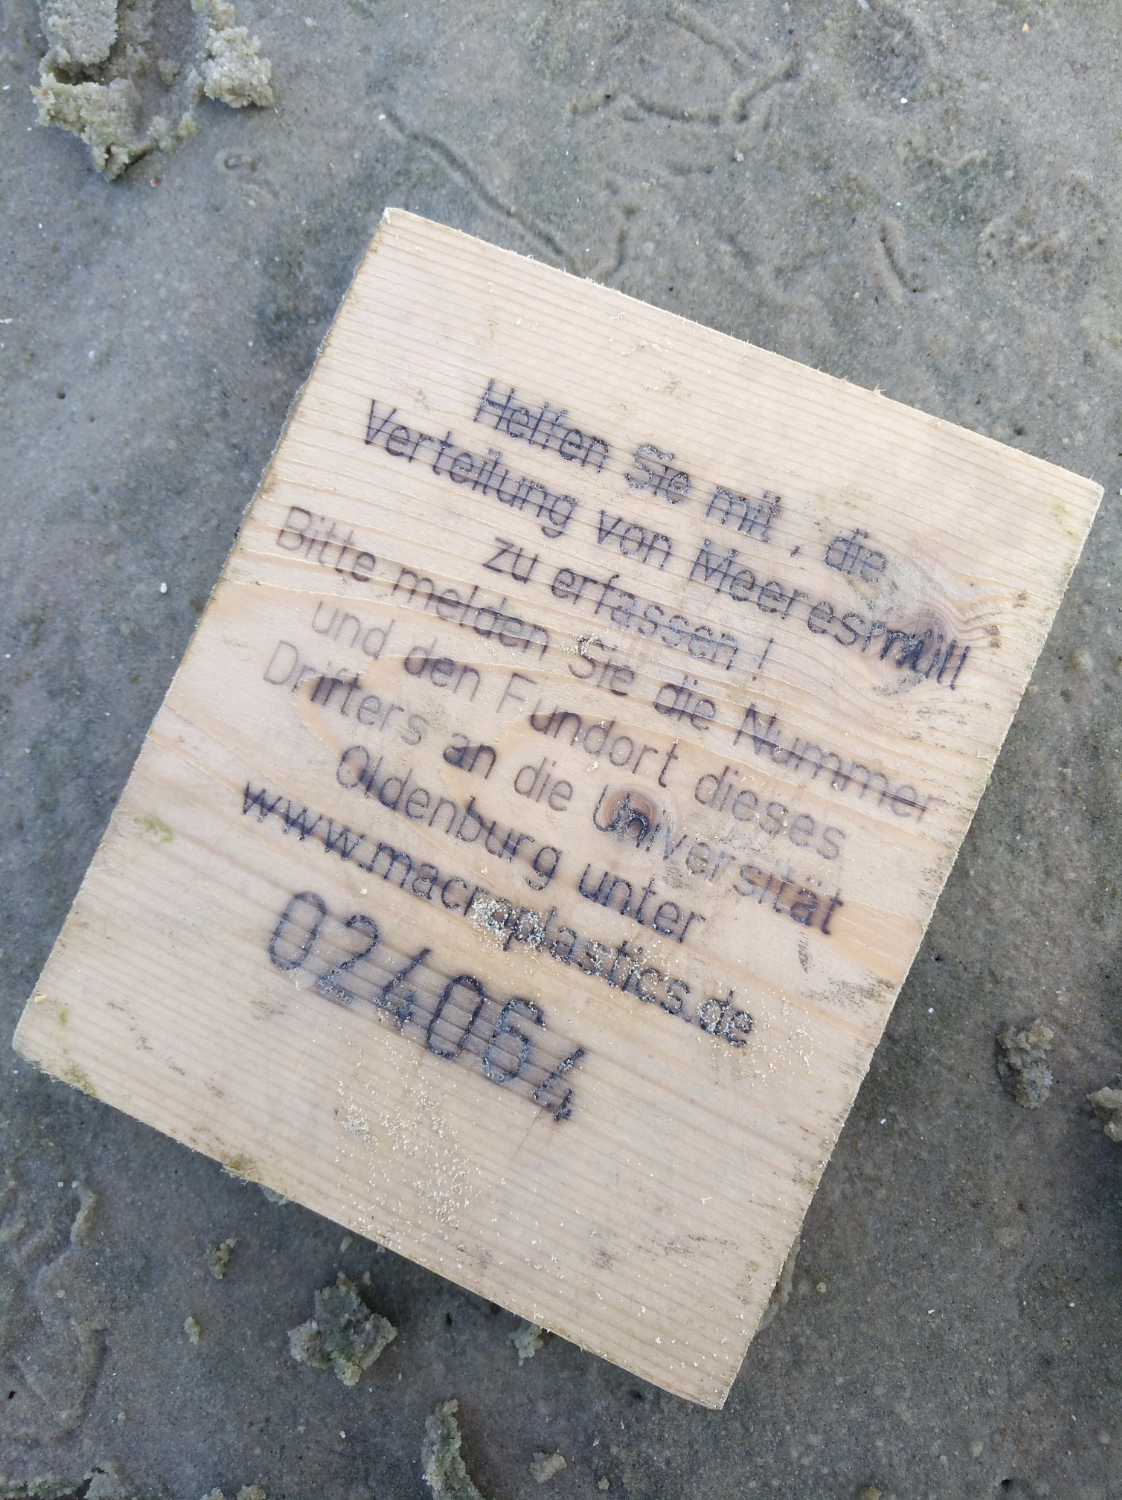 Helfen Sie mit, die
Verteilung von Meeresmüll
zu erfassen!
Bitte melden Sie die Nummer
und den Fundort dieses
Drifters an die Universität
Oldenburg unter
www.macroplastics.de
024064